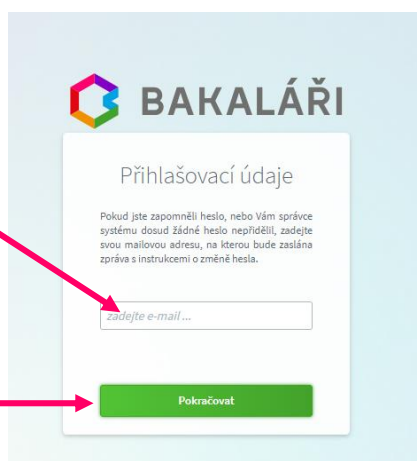 BAKALÁŘI
Přihlašovací údaje
Pokud jste zapomněli heslo, nebo Vám správce
systému dosud žádné heslo nepřidělil, zadejte
svou mailovou adresu, na kterou bude zaslána
zpráva s instrukcemi o změně hesla.
zadejte e-mail ...
Pokračovat